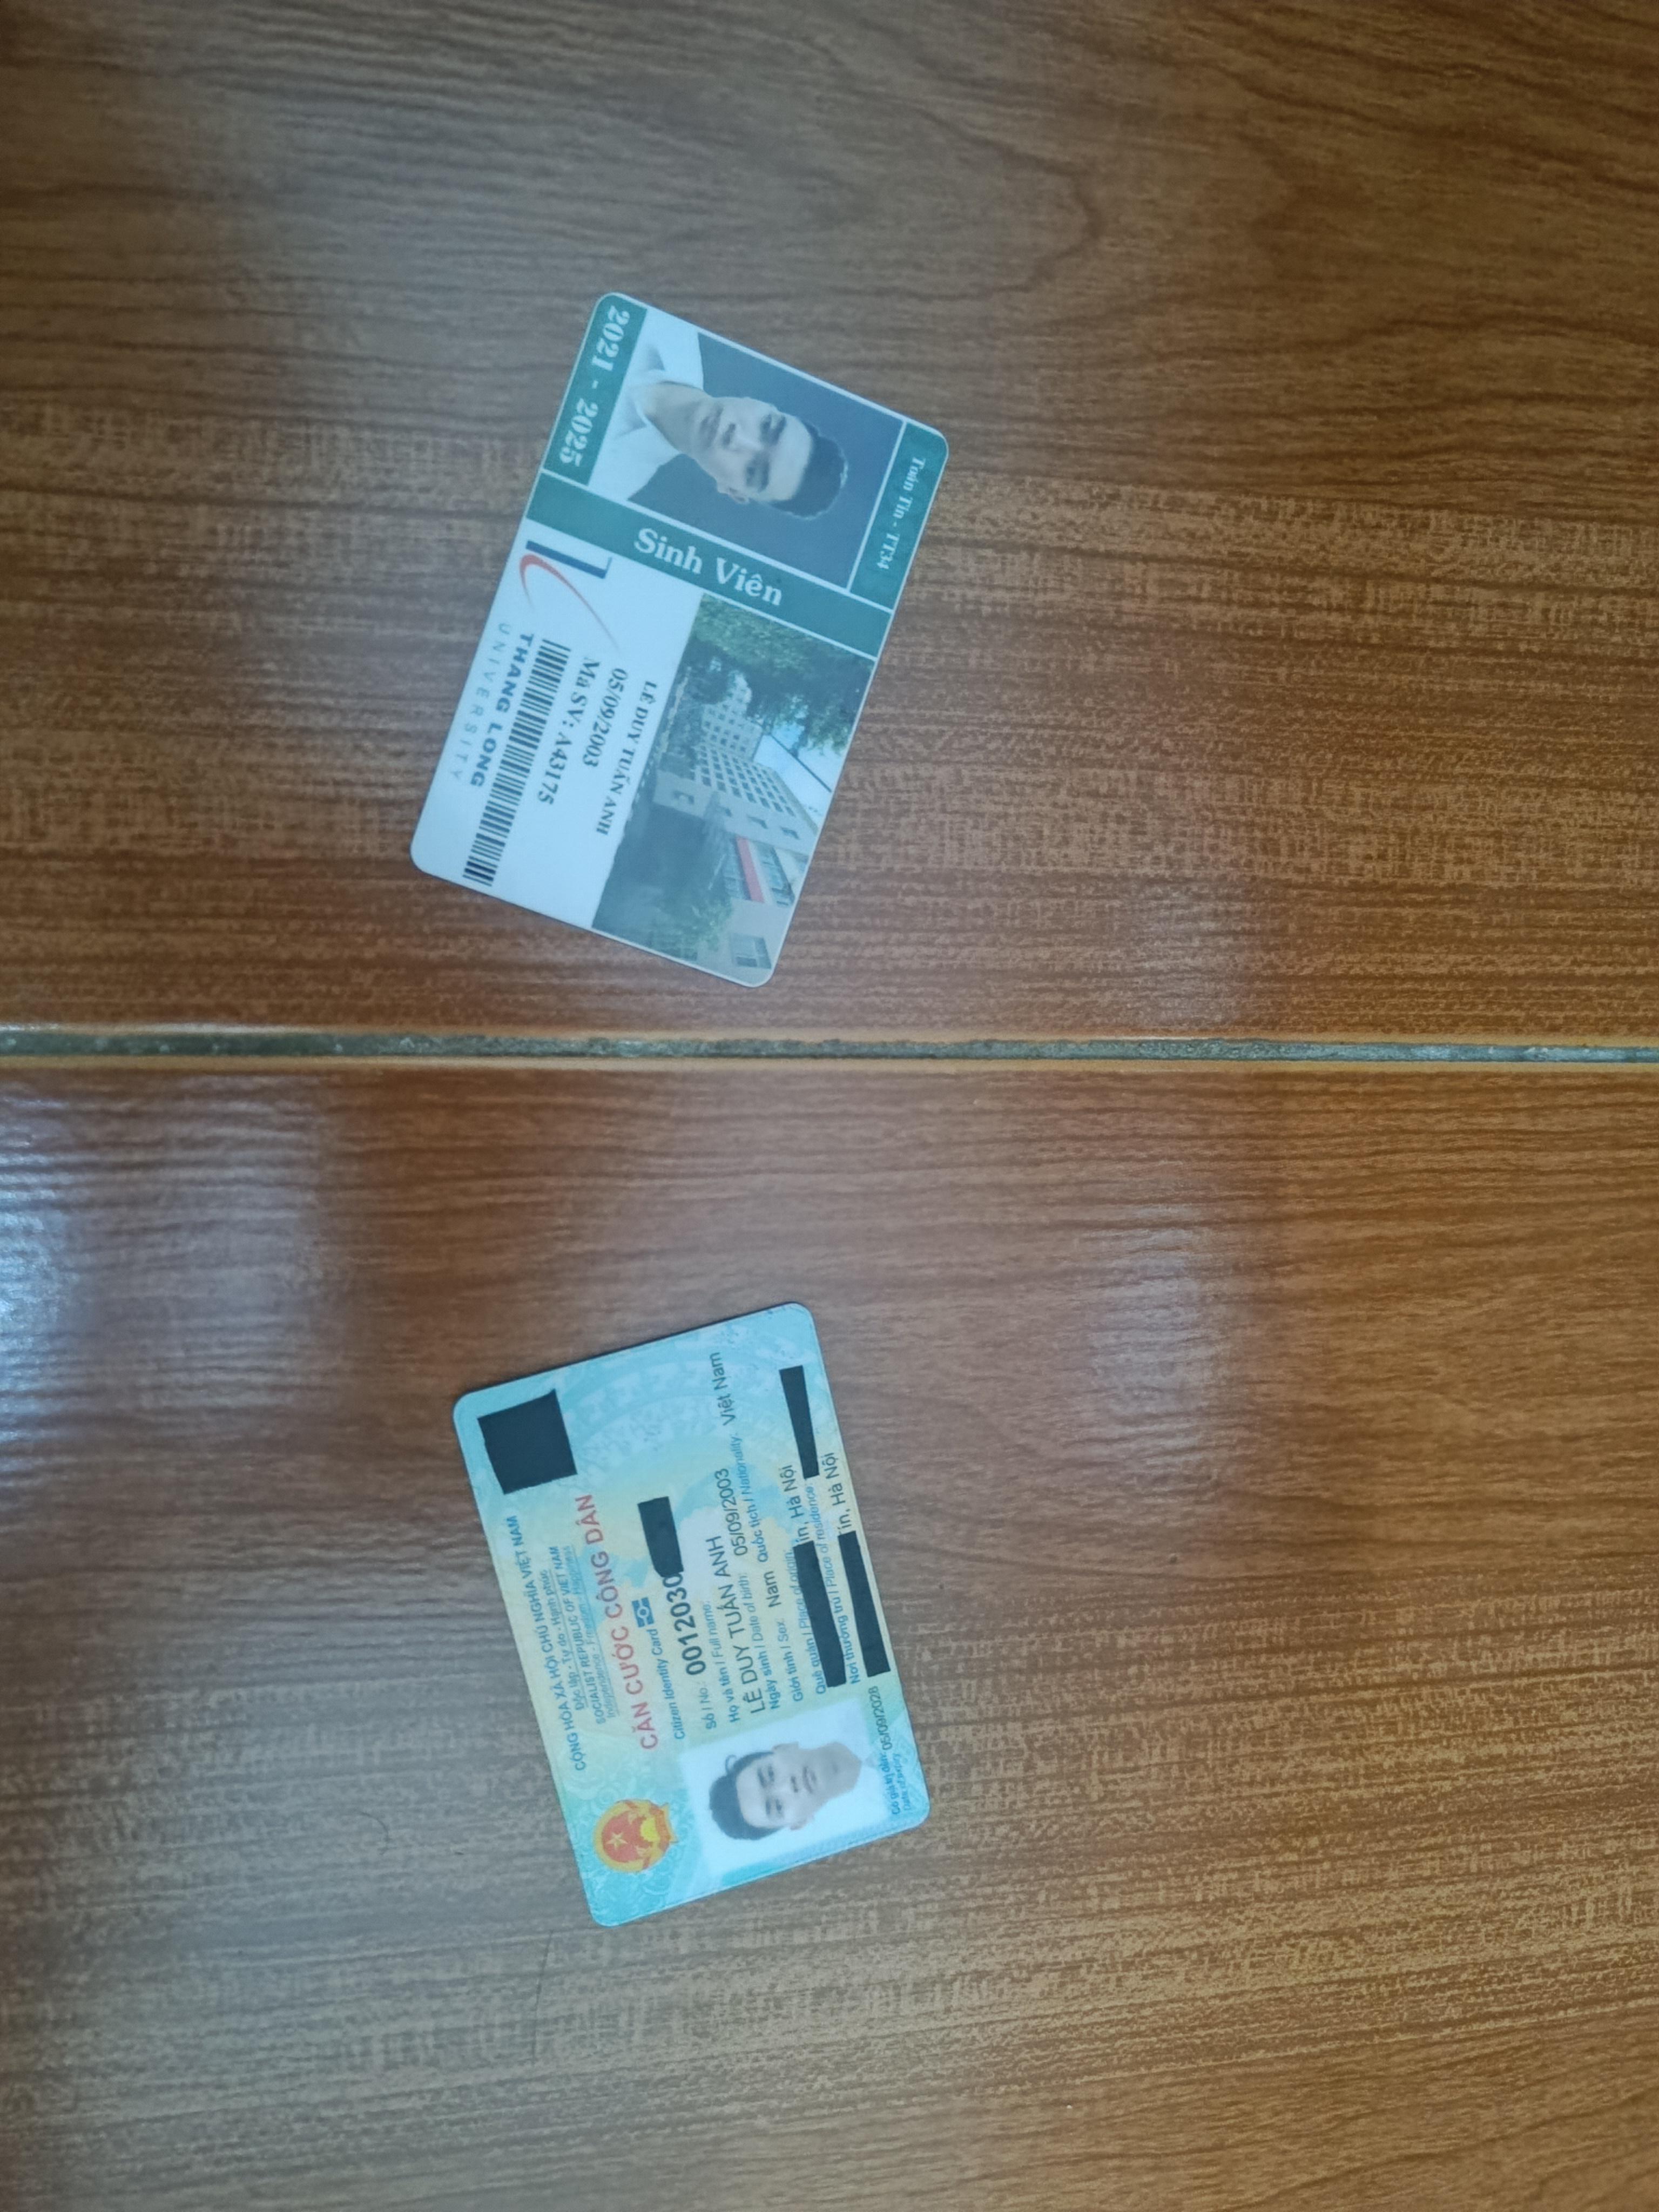 2021 - 2025
Toán Tin - TT34
Sinh Viên
LÊ DUY TUẤN ANH
05/09/2003
Mã SV: A43175
THANG LONG
UNIVERSITY
CỘNG HÒA XÃ HỘI CHỦ NGHĨA VIỆT NAM
Độc lập - Tự do - Hạnh phúc
SOCIALIST REPUBLIC OF VIET NAM
Independence - Freedom - Happiness
CĂN CƯỚC CÔNG DÂN
Citizen Identity Card
Số / No.: 0012030
Họ và tên / Full name:
LÊ DUY TUẤN ANH
Ngày sinh / Date of birth: 05/09/2003
Giới tính / Sex: Nam Quốc tịch / Nationality: Việt Nam
Quê quán / Place of origin:
ín, Hà Nội
Nơi thường trú / Place of residence
ín, Hà Nội
Có giá trị đến: 05/09/2028
Date of expiry